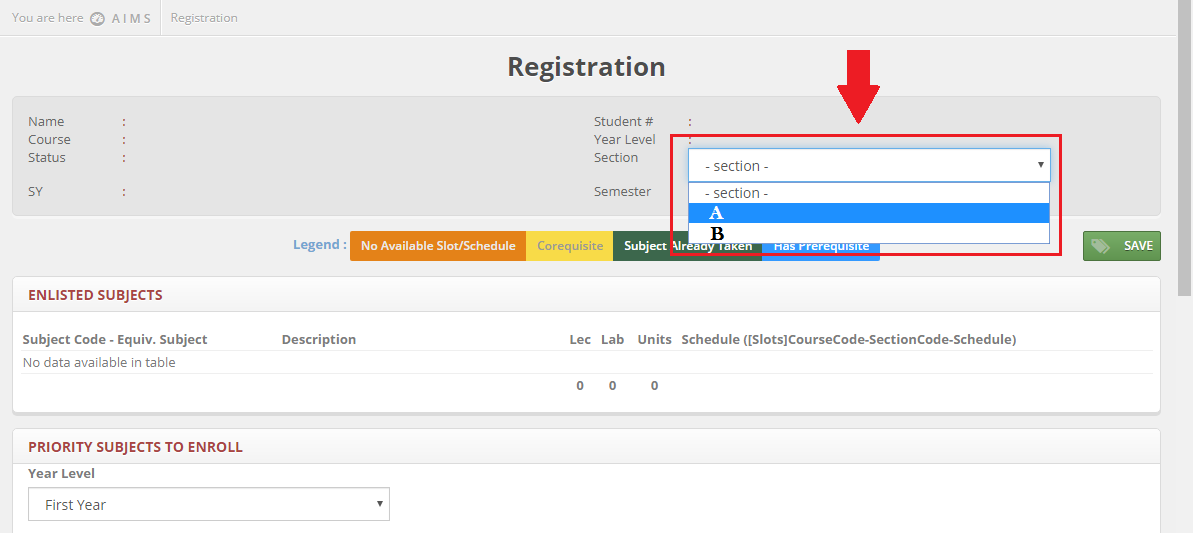 You are here AIMS Registration
Registration
Name :
Student # :
Course :
Year Level :
Status :
Section - section -
- section -
A
B
SY :
Semester
Legend : No Available Slot/Schedule Corequisite Subject Already Taken Has Prerequisite
SAVE
ENLISTED SUBJECTS
Subject Code - Equiv. Subject Description Lec Lab Units Schedule ([Slots]CourseCode-SectionCode-Schedule)
No data available in table
0 0 0
PRIORITY SUBJECTS TO ENROLL
Year Level
First Year